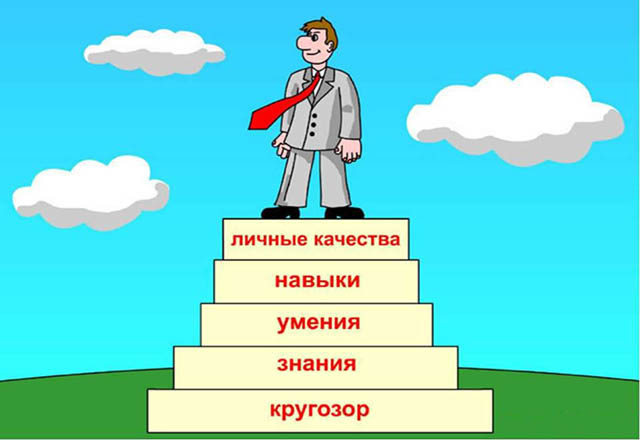 личные качества
навыки
умения
знания
кругозор